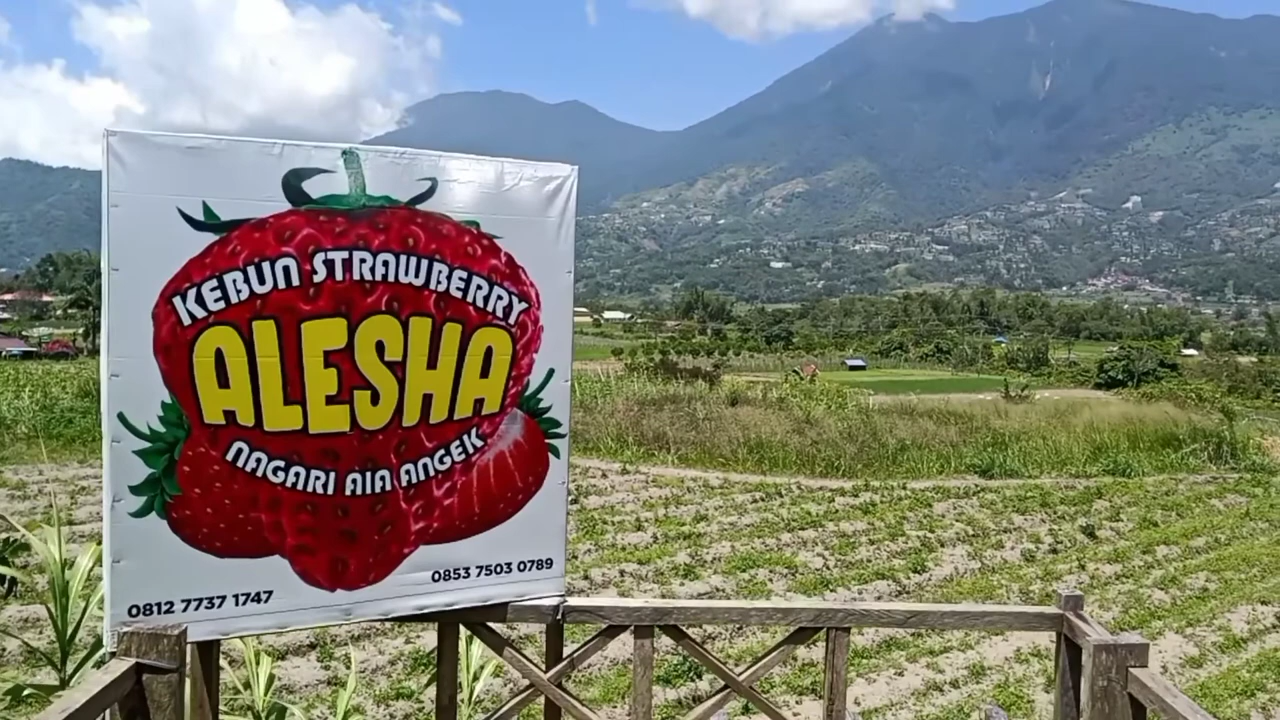 KEBUN STRAWBERRY
ALESHA
NAGARI AIA ANGEK
0853 7503 0789
0812 7737 1747